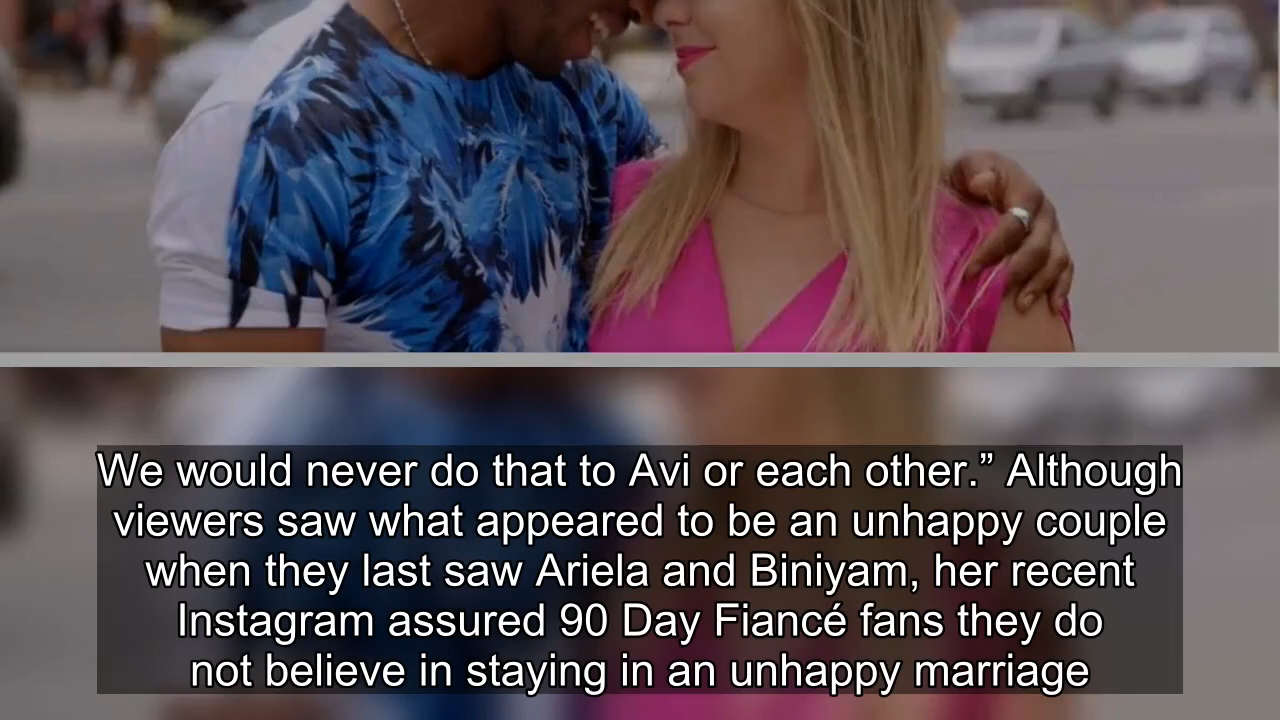 We would never do that to Avi or each other.” Although
viewers saw what appeared to be an unhappy couple
when they last saw Ariela and Biniyam, her recent
Instagram assured 90 Day Fiancé fans they do
not believe in staying in an unhappy marriage